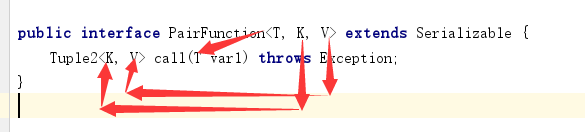 public interface PairFunction<T, K, V> extends Serializable {
Tuple2<K, V> call(T var1) throws Exception;
}